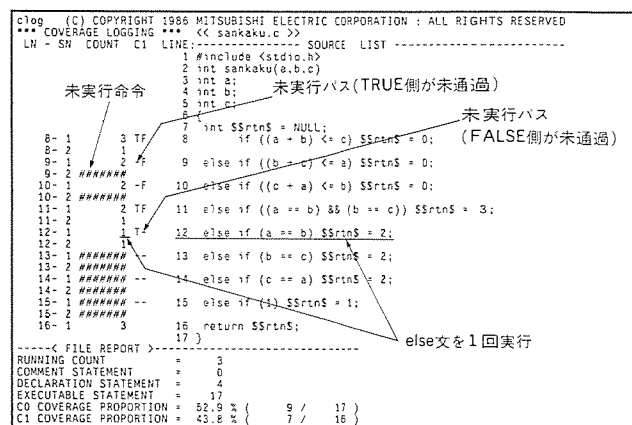 clog (C) COPYRIGHT 1986 MITSUBISHI ELECTRIC CORPORATION : ALL RIGHTS RESERVED
*** COVERAGE LOGGING *** << sankaku.c >>
LN - SN COUNT C1 LINE:--------------------- SOURCE LIST ---------------------
1 #include <stdio.h>
2 int sankaku(a,b,c)
3 int a;
4 int b;
5 int c;
6 {
7 int $$rtn$ = NULL;
未実行命令
未実行パス(TRUE側が未通過)
未実行パス
(FALSE側が未通過)
8- 1 3 TF 8 if ((a + b) <= c) $$rtn$ = 0;
8- 2 1
9- 1 2 -F 9 else if ((b + c) <= a) $$rtn$ = 0;
9- 2 #######
10- 1 2 -F 10 else if ((c + a) <= b) $$rtn$ = 0;
10- 2 #######
11- 1 2 TF 11 else if ((a == b) && (b == c)) $$rtn$ = 3;
11- 2 1
12- 1 1 T- 12 else if (a == b) $$rtn$ = 2;
12- 2 1
13- 1 ####### -- 13 else if (b == c) $$rtn$ = 2;
13- 2 #######
14- 1 ####### -- 14 else if (c == a) $$rtn$ = 2;
14- 2 #######
15- 1 ####### -- 15 else if (1) $$rtn$ = 1;
15- 2 #######
16- 1 3 16 return $$rtn$;
17 }
else文を1回実行
-----< FILE REPORT >------------------------------
RUNNING COUNT = 3
COMMENT STATEMENT = 0
DECLARATION STATEMENT = 4
EXECUTABLE STATEMENT = 17
C0 COVERAGE PROPORTION = 52.9 % ( 9 / 17 )
C1 COVERAGE PROPORTION = 43.8 % ( 7 / 16 )